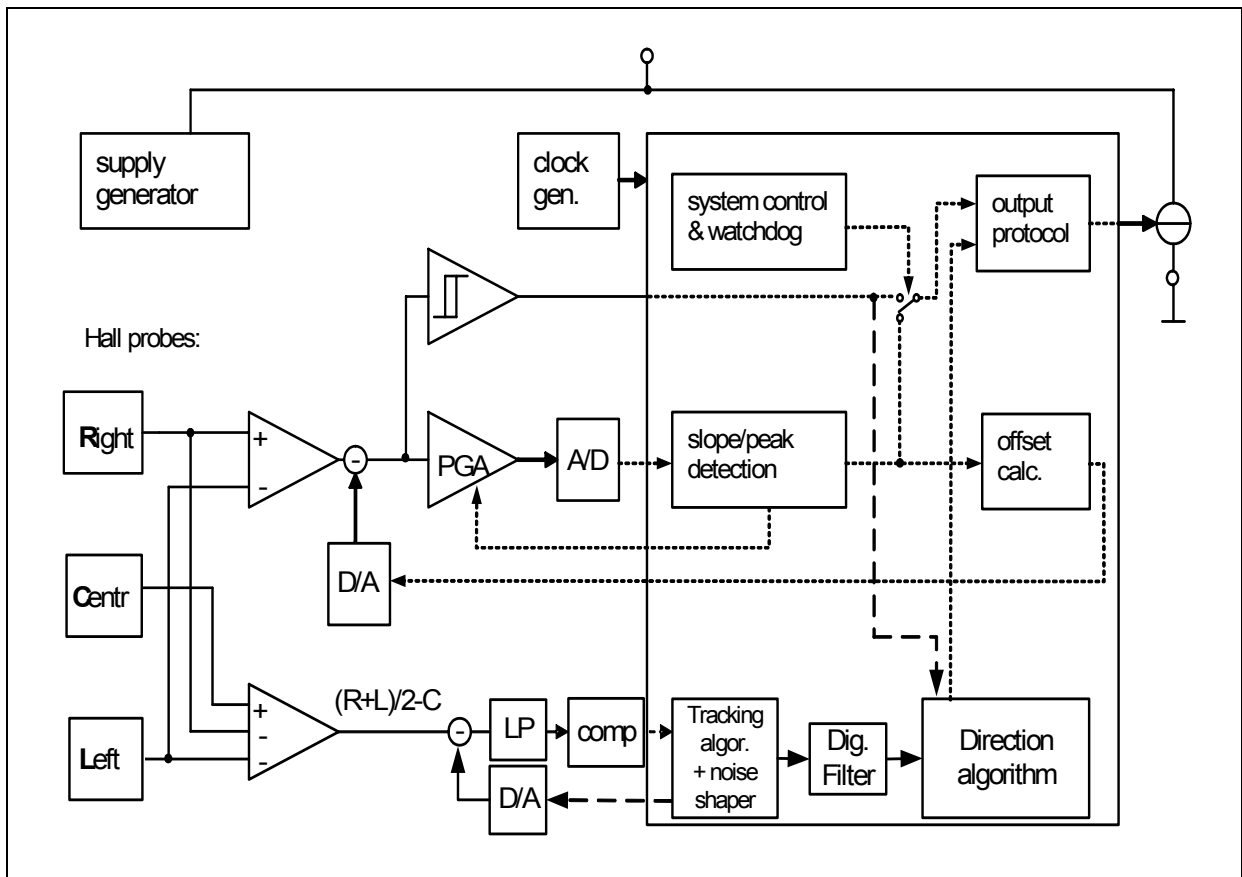 supply
generator
clock
gen.
system control
& watchdog
output
protocol
Hall probes:
Right
+
-
-
PGA
A/D
slope/peak
detection
offset
calc.
Centr
D/A
Left
+
-
-
(R+L)/2-C
-
LP
comp
D/A
Tracking
algor.
+ noise
shaper
Dig.
Filter
Direction
algorithm